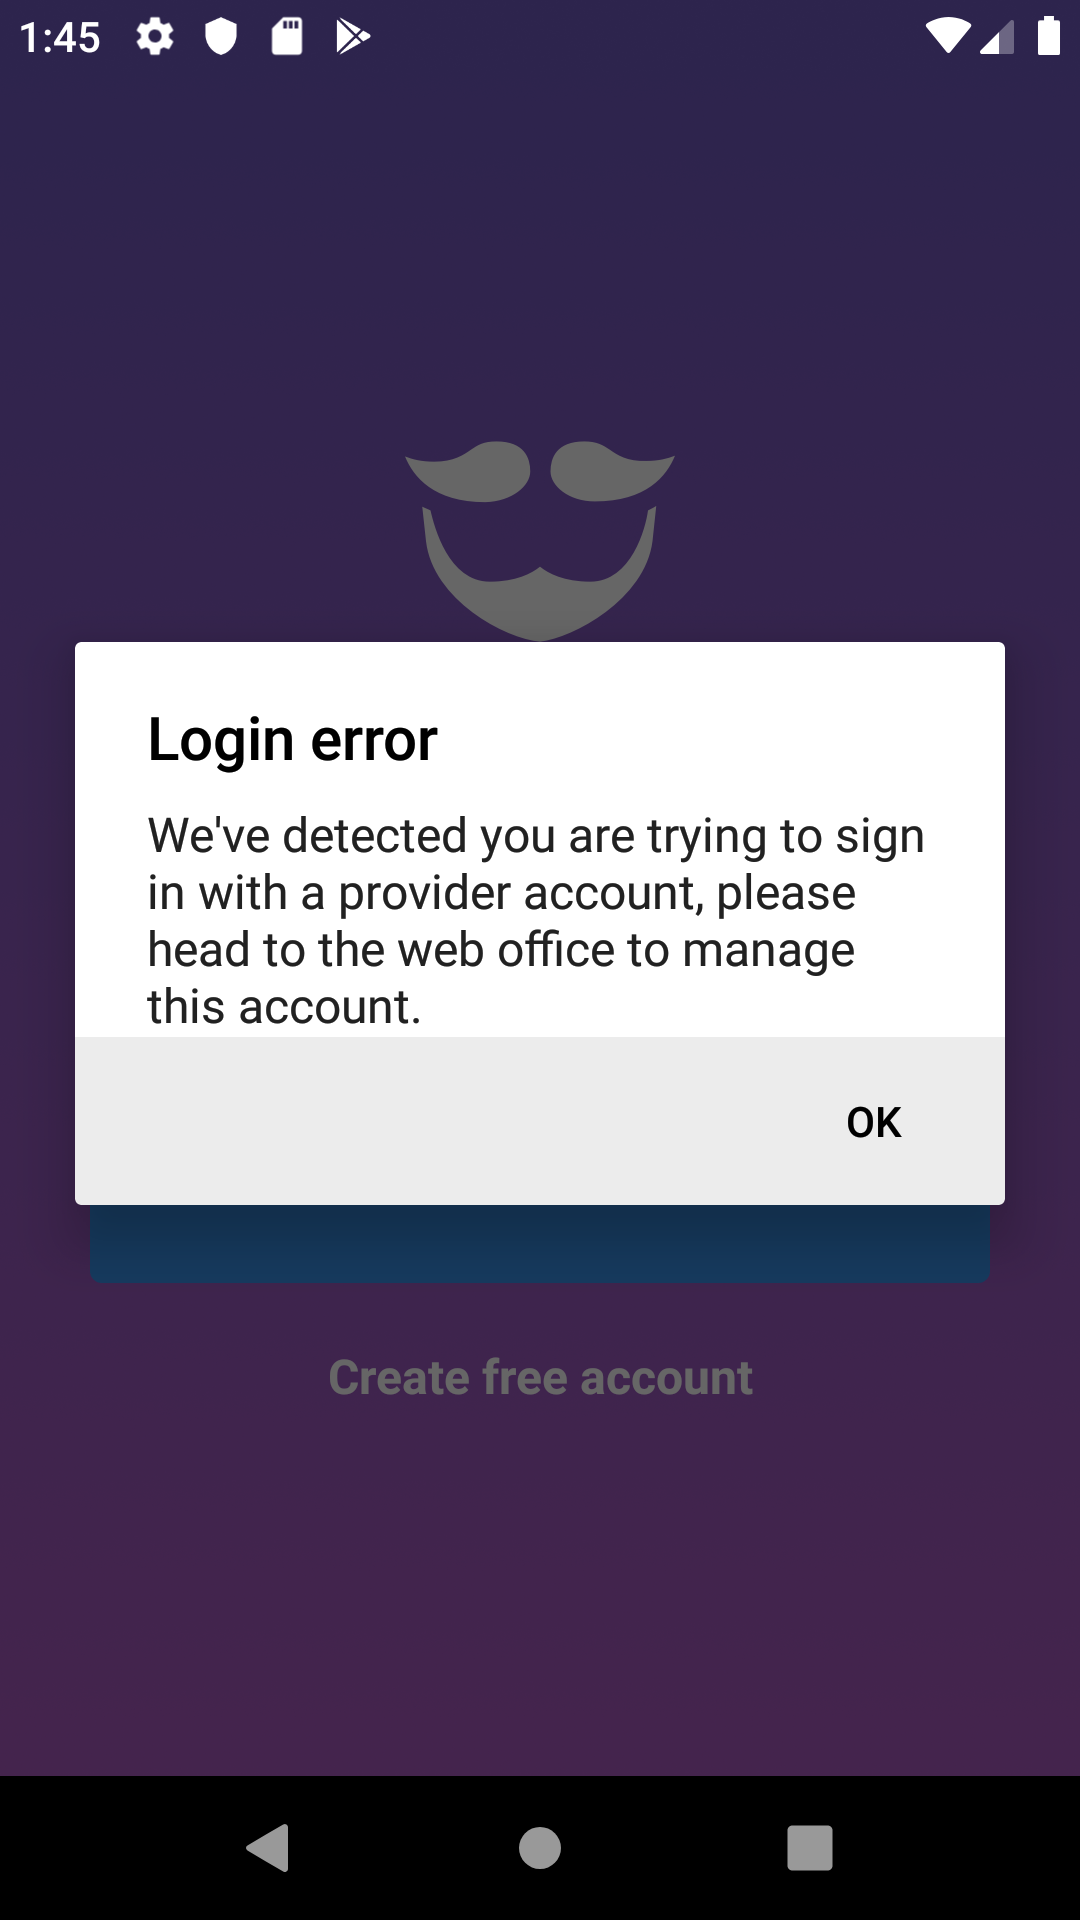 1:45
Login error
We've detected you are trying to sign
in with a provider account, please
head to the web office to manage
this account.
OK
Create free account